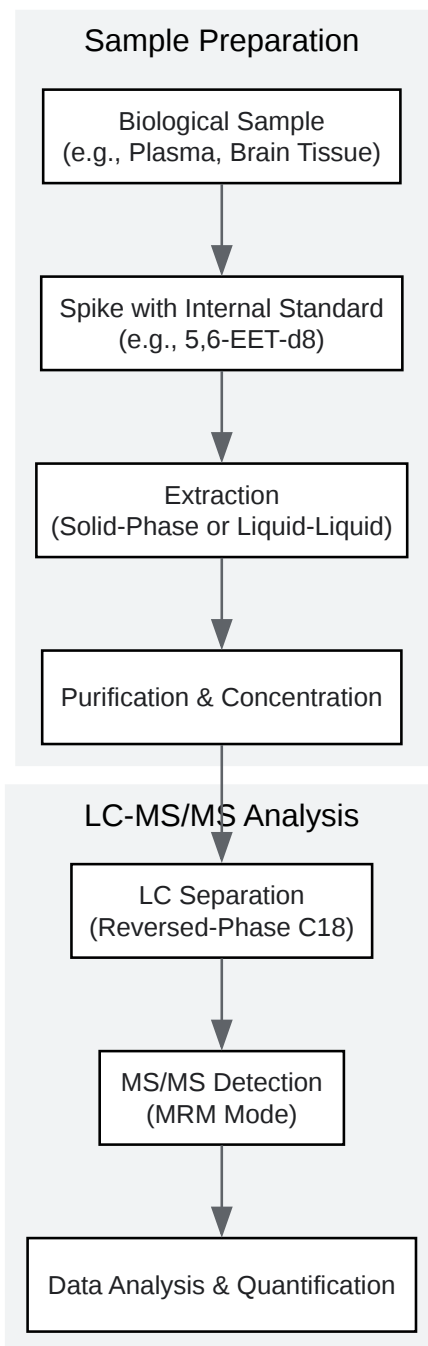 Sample Preparation
Biological Sample
(e.g., Plasma, Brain Tissue)
Spike with Internal Standard
(e.g., 5,6-EET-d8)
Extraction
(Solid-Phase or Liquid-Liquid)
Purification & Concentration
LC-MS/MS Analysis
LC Separation
(Reversed-Phase C18)
MS/MS Detection
(MRM Mode)
Data Analysis & Quantification